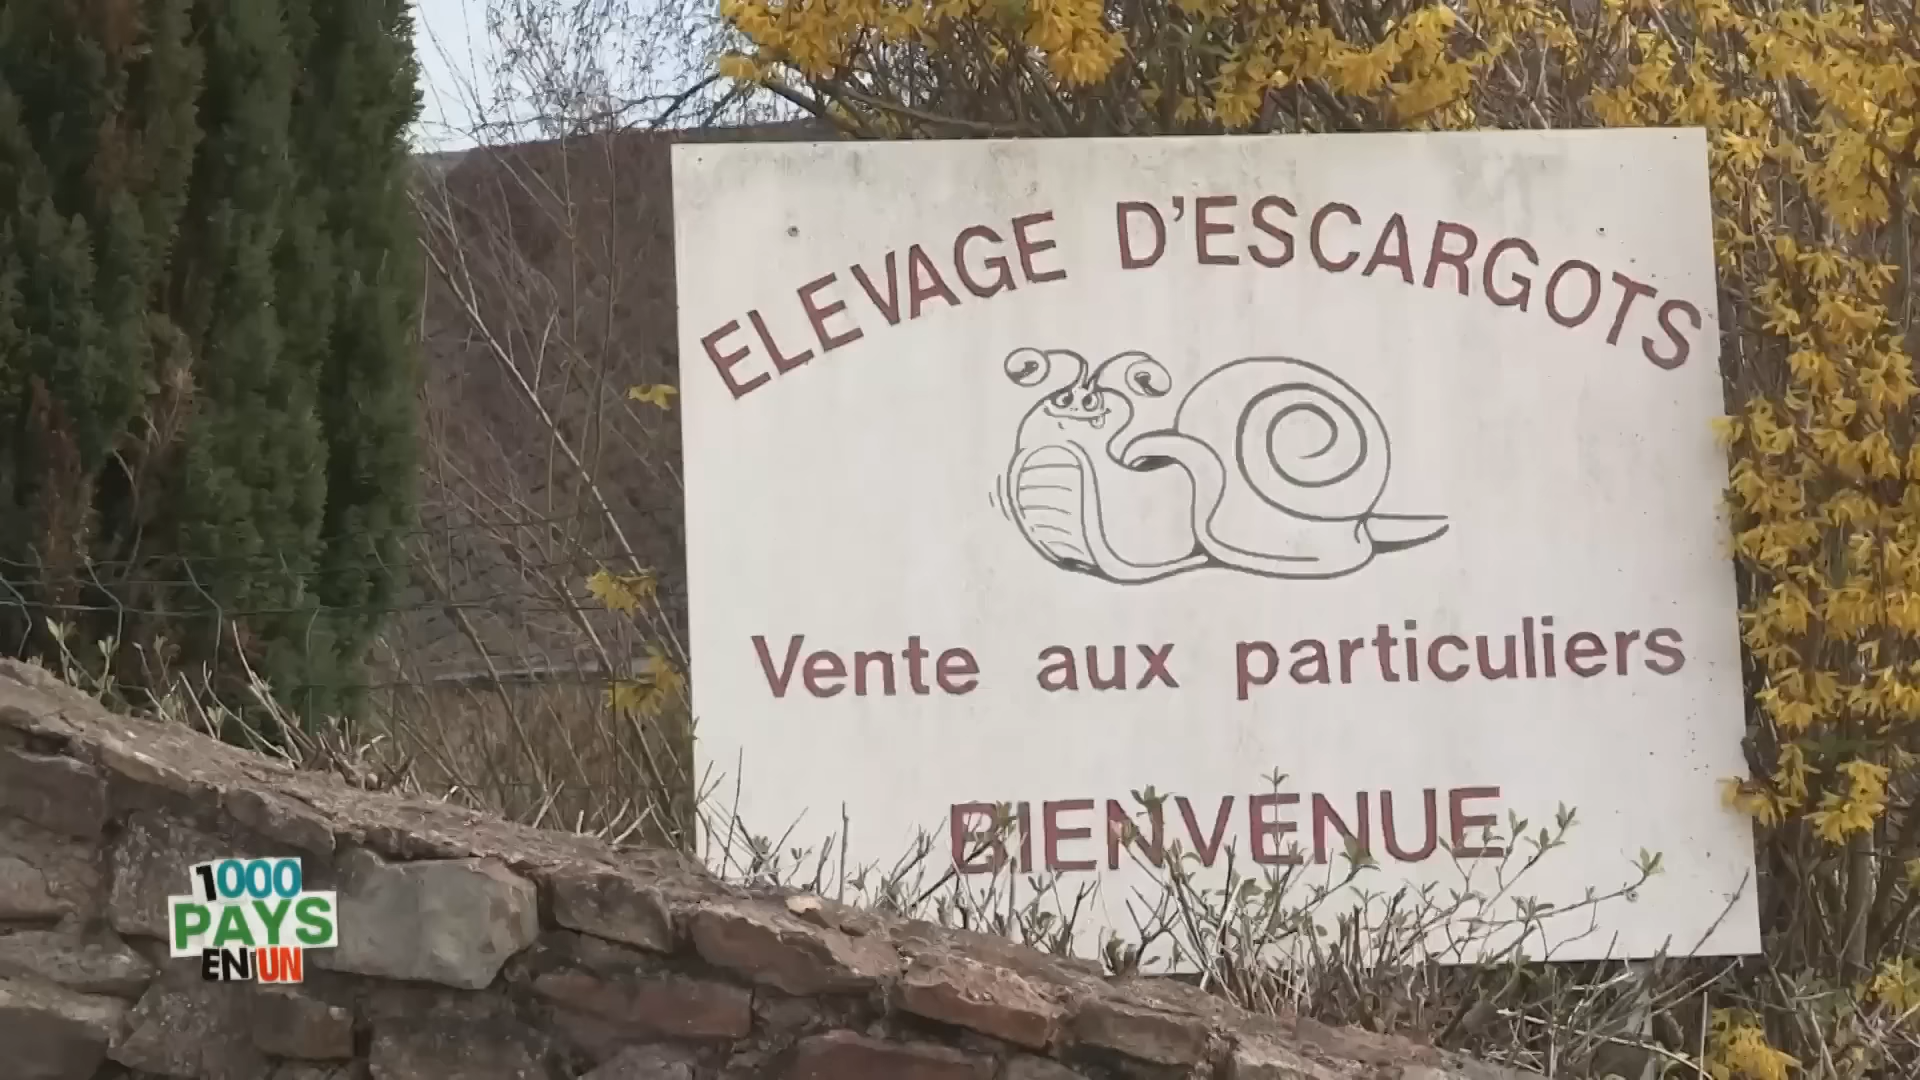 ELEVAGE D'ESCARGOTS
Vente aux particuliers
BIENVENUE
1000
PAYS
EN UN